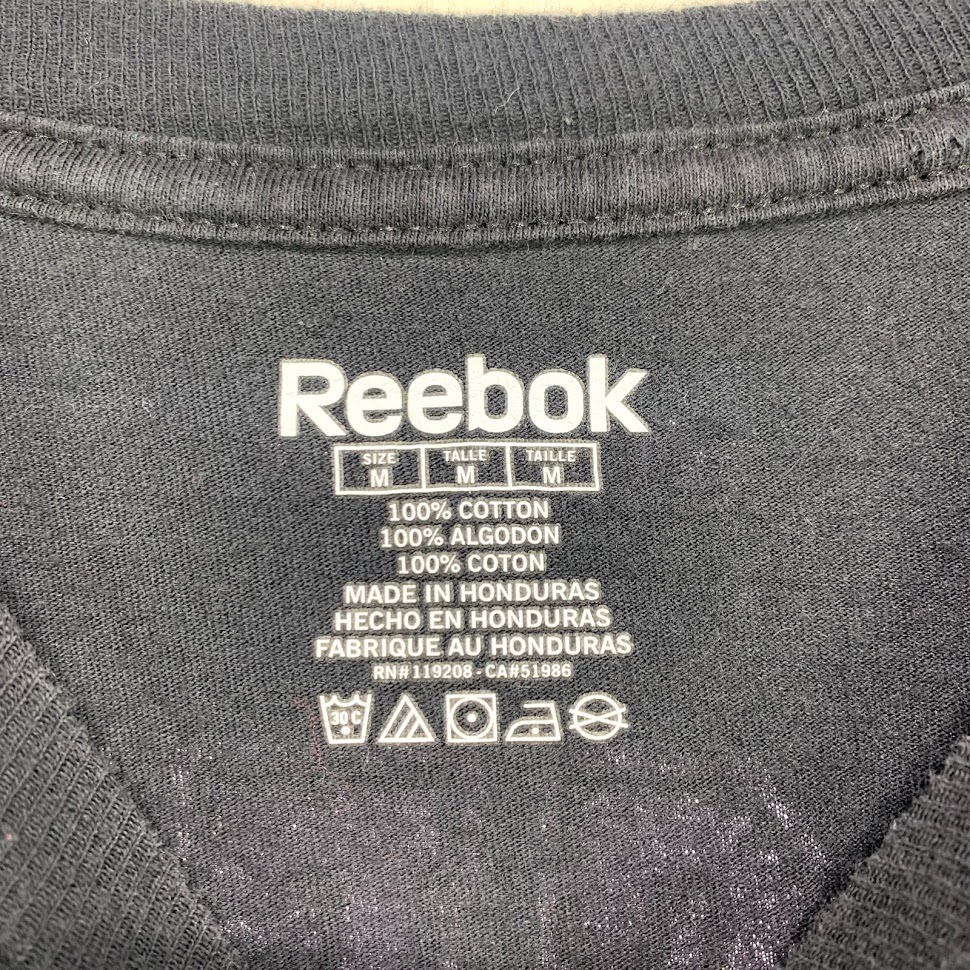 Reebok
SIZE TALLE TAILLE
M M M
100% COTTON
100% ALGODON
100% COTON
MADE IN HONDURAS
HECHO EN HONDURAS
FABRIQUE AU HONDURAS
RN#119208 - CA#51986
30 C